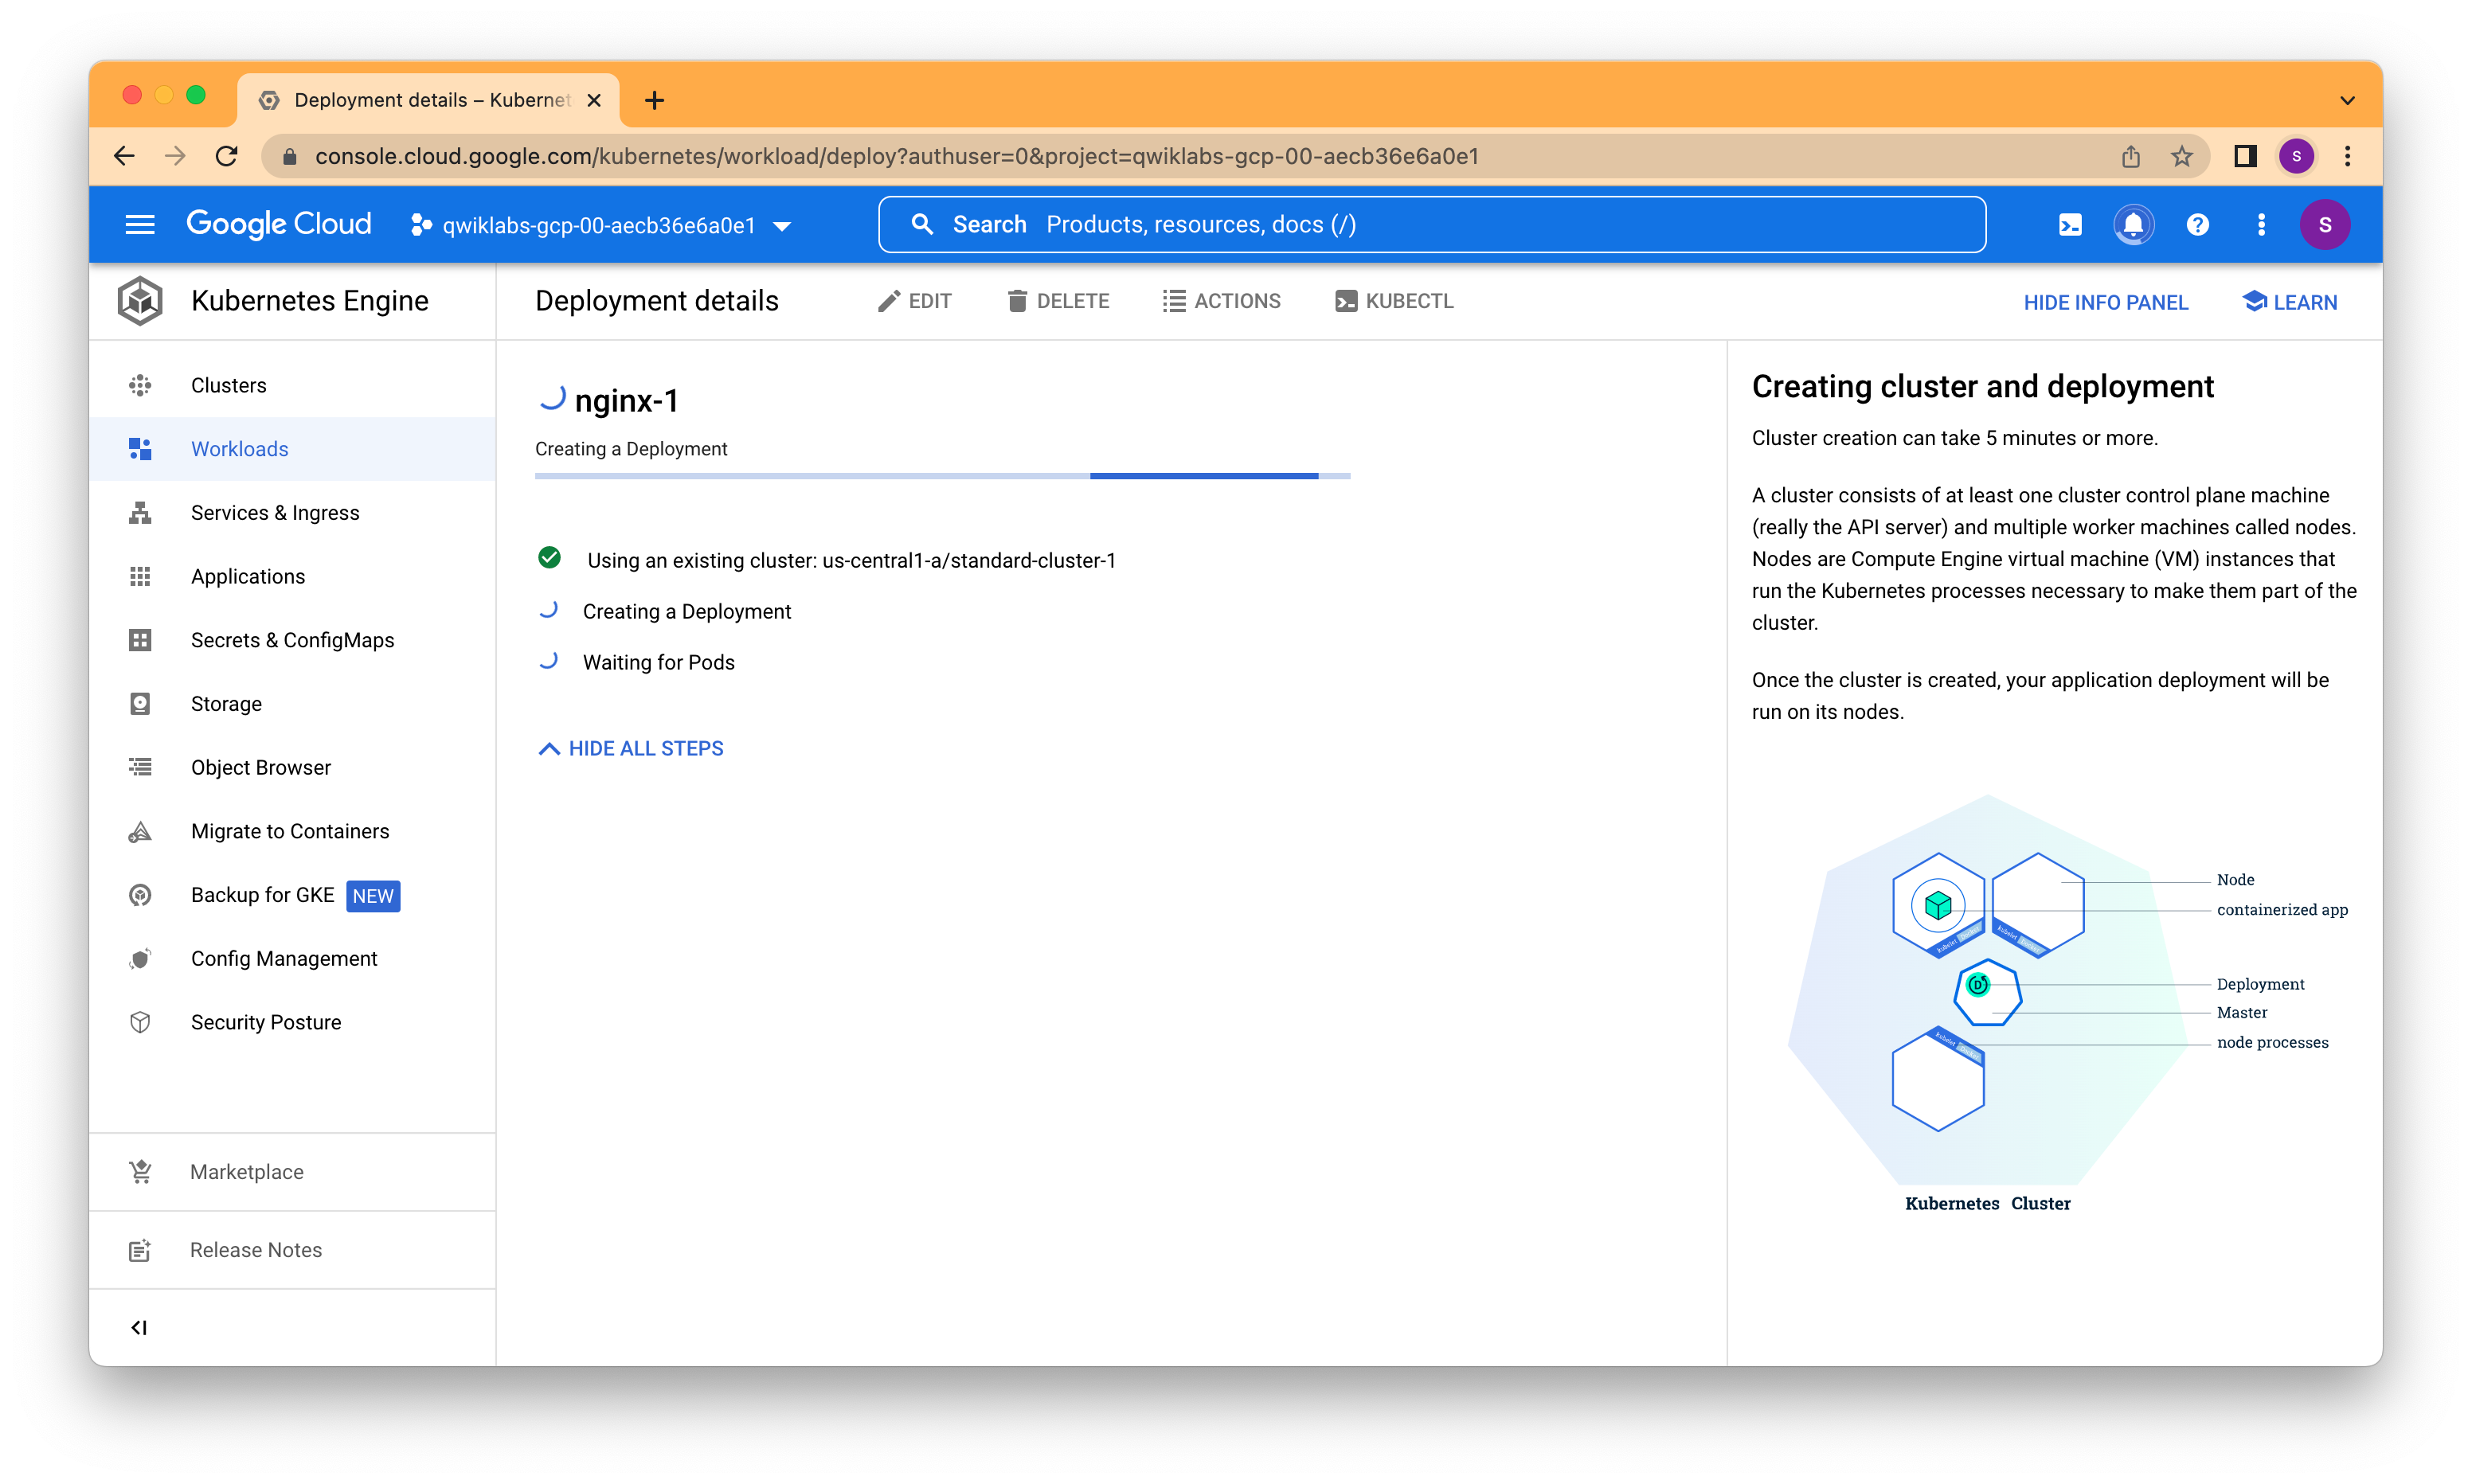 Deployment details – Kubernet
console.cloud.google.com/kubernetes/workload/deploy?authuser=0&project=qwiklabs-gcp-00-aecb36e6a0e1
S
Google Cloud
qwiklabs-gcp-00-aecb36e6a0e1
Search Products, resources, docs (/)
S
Kubernetes Engine
Deployment details
EDIT
DELETE
ACTIONS
KUBECTL
HIDE INFO PANEL
LEARN
Clusters
Workloads
Services & Ingress
Applications
Secrets & ConfigMaps
Storage
Object Browser
Migrate to Containers
Backup for GKE NEW
Config Management
Security Posture
Marketplace
Release Notes
nginx-1
Creating a Deployment
Using an existing cluster: us-central1-a/standard-cluster-1
Creating a Deployment
Waiting for Pods
HIDE ALL STEPS
Creating cluster and deployment
Cluster creation can take 5 minutes or more.
A cluster consists of at least one cluster control plane machine
(really the API server) and multiple worker machines called nodes.
Nodes are Compute Engine virtual machine (VM) instances that
run the Kubernetes processes necessary to make them part of the
cluster.
Once the cluster is created, your application deployment will be
run on its nodes.
Node
containerized app
kubelet Docker
kubelet Docker
D
Deployment
Master
node processes
kubelet Docker
Kubernetes Cluster